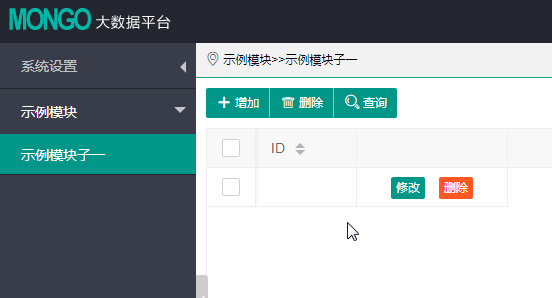 MONGO 大数据平台
系统设置
示例模块
示例模块子一
示例模块>>示例模块子一
增加 删除 查询
ID
修改 删除